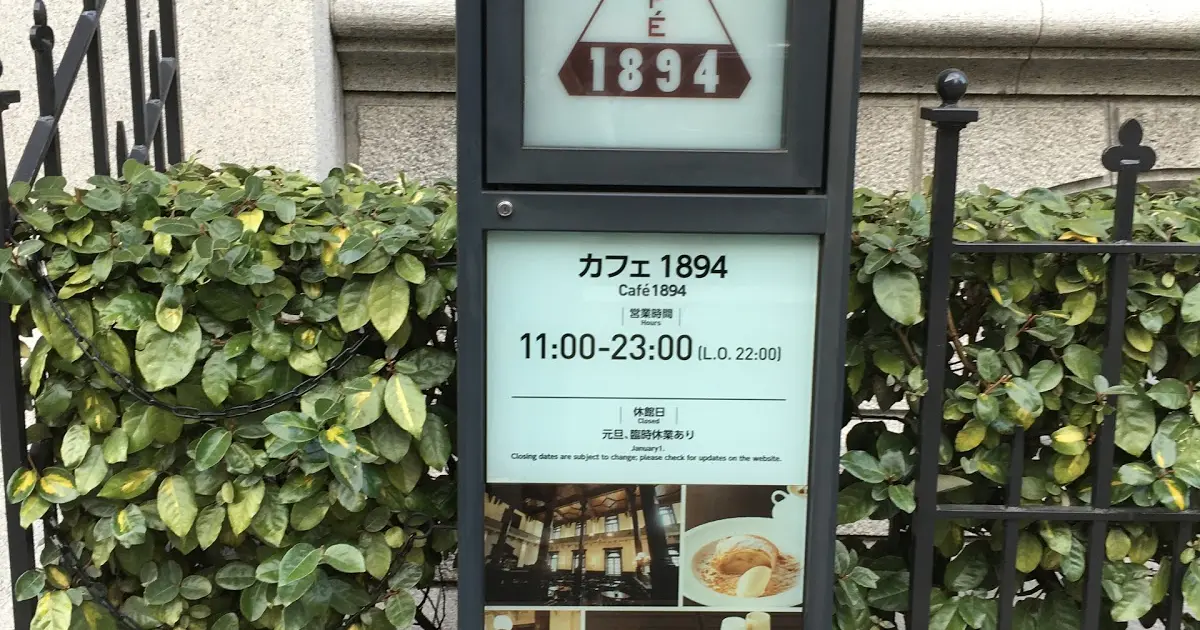 FÉ
1894
カフェ 1894
Café1894
営業時間
Hours
11:00-23:00 (L.O. 22:00)
休館日
Closed
元旦、臨時休業あり
January1.
Closing dates are subject to change; please check for updates on the website.